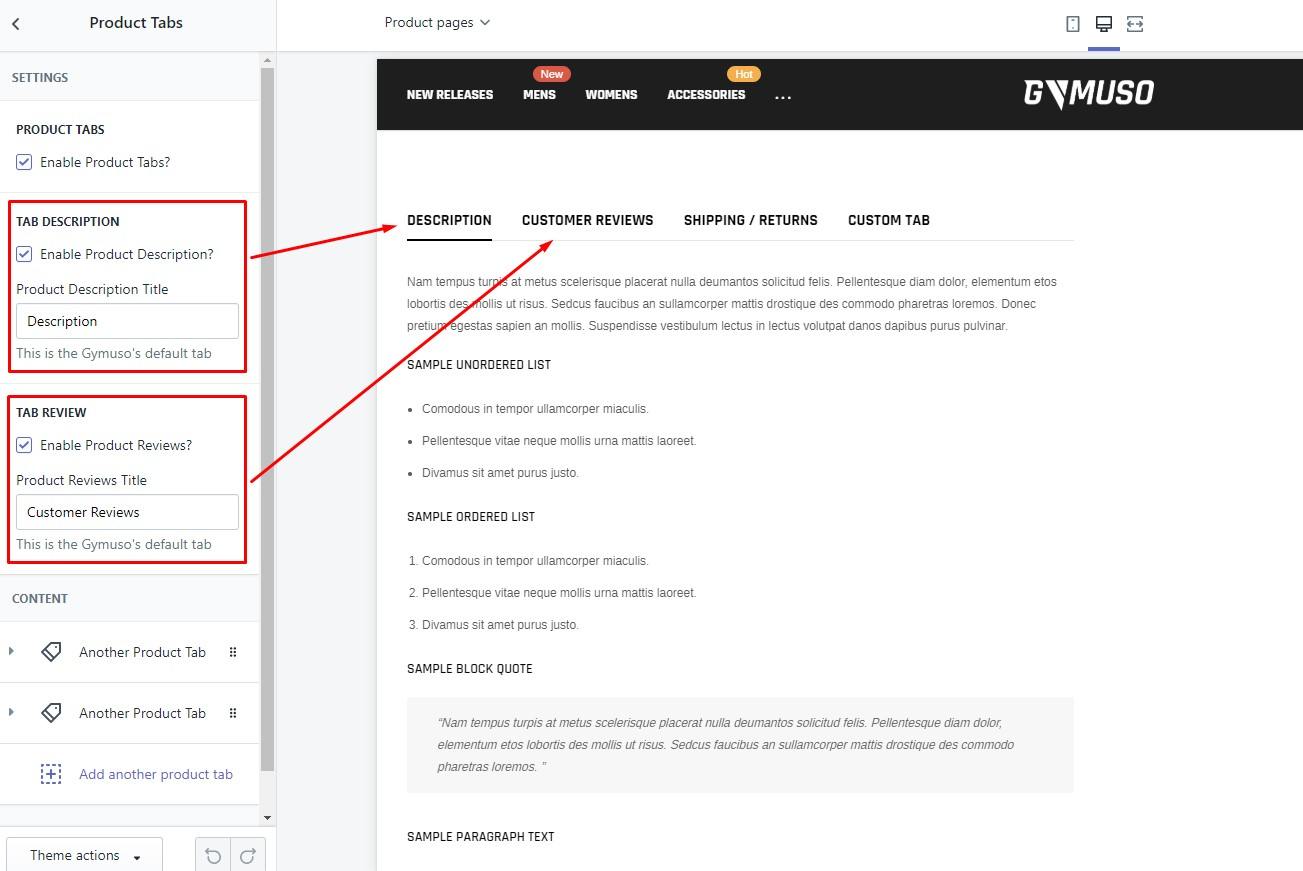 Product Tabs
SETTINGS
PRODUCT TABS
Enable Product Tabs?
TAB DESCRIPTION
Enable Product Description?
Product Description Title
Description
This is the Gymuso's default tab
TAB REVIEW
Enable Product Reviews?
Product Reviews Title
Customer Reviews
This is the Gymuso's default tab
CONTENT
Another Product Tab
Another Product Tab
Add another product tab
Theme actions
Product pages
New
Hot
NEW RELEASES MENS WOMENS ACCESSORIES ...
GYMUSO
DESCRIPTION CUSTOMER REVIEWS SHIPPING / RETURNS CUSTOM TAB
Nam tempus turpis at metus scelerisque placerat nulla deumantos solicitud felis. Pellentesque diam dolor, elementum etos
lobortis des mollis ut risus. Sedcus faucibus an sullamcorper mattis drostique des commodo pharetras loremos. Donec
pretium egestas sapien an mollis. Suspendisse vestibulum lectus in lectus volutpat danos dapibus purus pulvinar.
SAMPLE UNORDERED LIST
• Comodous in tempor ullamcorper miaculis.
• Pellentesque vitae neque mollis urna mattis laoreet.
• Divamus sit amet purus justo.
SAMPLE ORDERED LIST
1. Comodous in tempor ullamcorper miaculis.
2. Pellentesque vitae neque mollis urna mattis laoreet.
3. Divamus sit amet purus justo.
SAMPLE BLOCK QUOTE
“Nam tempus turpis at metus scelerisque placerat nulla deumantos solicitud felis. Pellentesque diam dolor,
elementum etos lobortis des mollis ut risus. Sedcus faucibus an sullamcorper mattis drostique des commodo
pharetras loremos. ”
SAMPLE PARAGRAPH TEXT